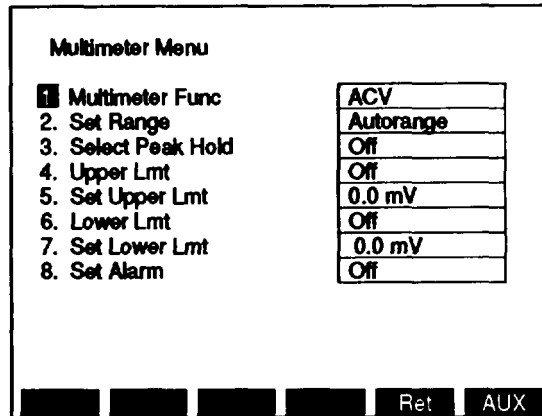 Multimeter Menu
1 Multimeter Func ACV
2. Set Range Autorange
3. Select Peak Hold Off
4. Upper Lmt Off
5. Set Upper Lmt 0.0 mV
6. Lower Lmt Off
7. Set Lower Lmt 0.0 mV
8. Set Alarm Off
Ret AUX